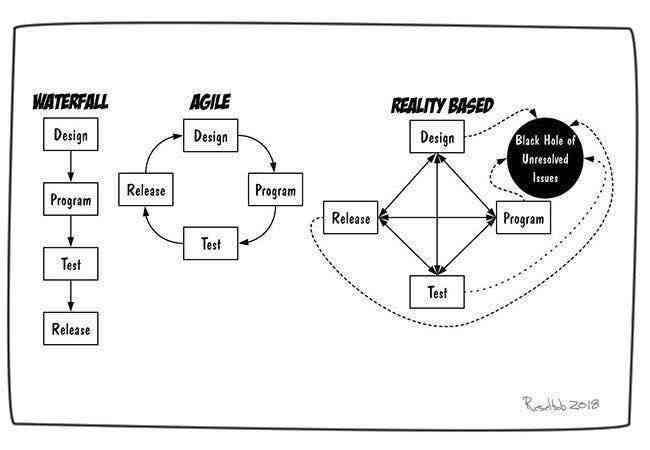 WATERFALL
Design
Program
Test
Release
AGILE
Design
Program
Test
Release
REALITY BASED
Design
Black Hole of
Unresolved
Issues
Release
Program
Test
2018